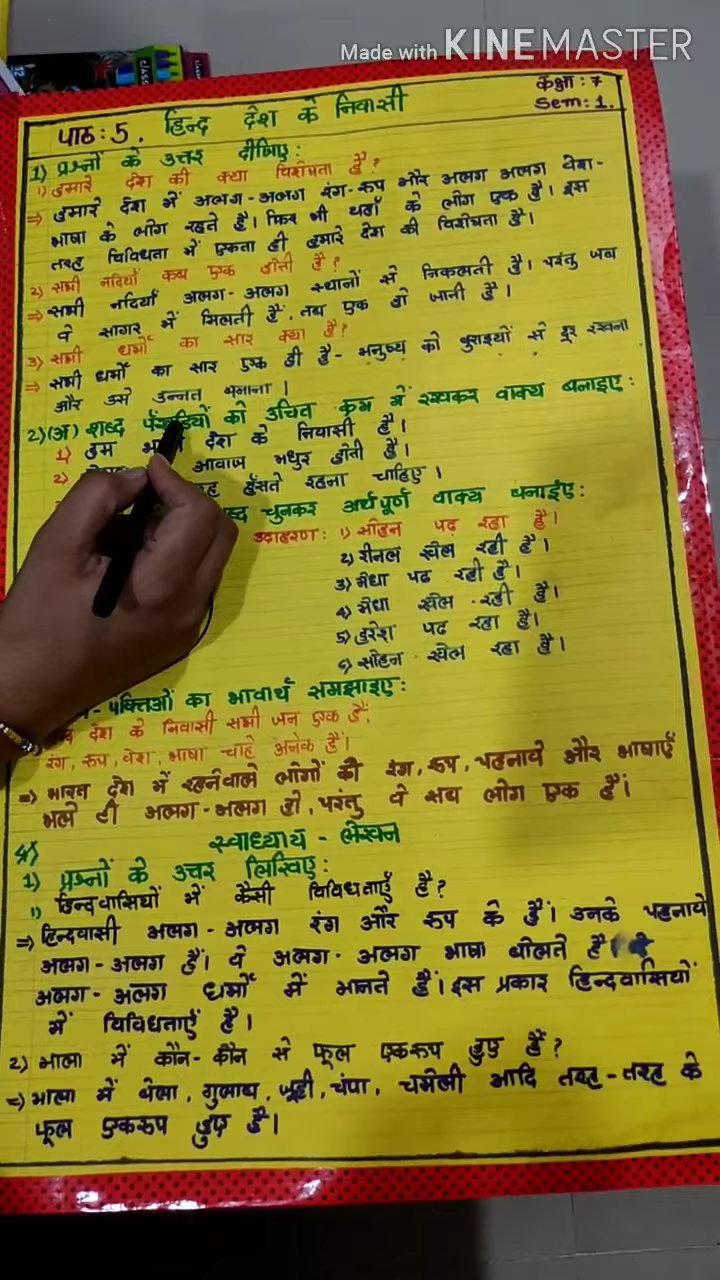 Made with KINEMASTER
कक्षा : 7
Sem : 1.
पाठ : 5. हिन्द देश के निवासी
1) प्रश्नों के उत्तर दीजिए :
1) हमारे देश की क्या विशेषता है ?
⇒ हमारे देश में अलग-अलग रंग-रूप और अलग अलग वेश-
भाषा के लोग रहते हैं। फिर भी यहाँ के लोग एक है। इस
तरह विविधता में एकता ही हमारे देश की विशेषता है।
2) सभी नदियाँ कब एक होती हैं ?
⇒ सभी नदियाँ अलग-अलग स्थानों से निकलती हैं। परंतु जब
वे सागर में मिलती हैं, तब एक हो जाती हैं।
3) सभी धर्मों का सार क्या है ?
⇒ सभी धर्मों का सार एक ही है - मनुष्य को बुराइयों से दूर रखना
और उसे उन्नत बनाना।
2)(अ) शब्द पँखुडियों को उचित क्रम में रखकर वाक्य बनाइए :
1) हम देश के निवासी हैं।
2) आवाज मधुर होती है।
हँसते रहना चाहिए।
चुनकर अर्थपूर्ण वाक्य बनाइए :
उदाहरण : 1) सोहन पढ़ रहा है।
2) रीनल खेल रही है।
3) मेधा पढ रही है।
4) मेधा खेल रही है।
5) हरेश पढ रहा है।
6) सोहन खेल रहा है।
पंक्तिओं का भावार्थ समझाइए :
देश के निवासी सभी जन एक हैं,
रंग, रूप, वेश, भाषा चाहे अनेक हैं।
⇒ भारत देश में रहनेवाले लोगों की रंग, रूप, पहनावे और भाषाएँ
भले ही अलग-अलग हो, परंतु वे सब लोग एक हैं।
स्वाध्याय - लेखन
1) प्रश्नों के उत्तर लिखिए :
1) हिन्दवासियों में कैसी विविधताएँ हैं ?
⇒ हिन्दवासी अलग-अलग रंग और रूप के हैं। उनके पहनावे
अलग-अलग हैं। वे अलग-अलग भाषा बोलते है।
अलग-अलग धर्मों में मानते हैं। इस प्रकार हिन्दवासियों
में विविधताएँ है।
2) माला में कौन-कौन से फूल एकरूप हुए हैं ?
⇒ माला में बेला, गुलाब, जूही, चंपा, चमेली आदि तरह-तरह के
फूल एकरूप हुए हैं।